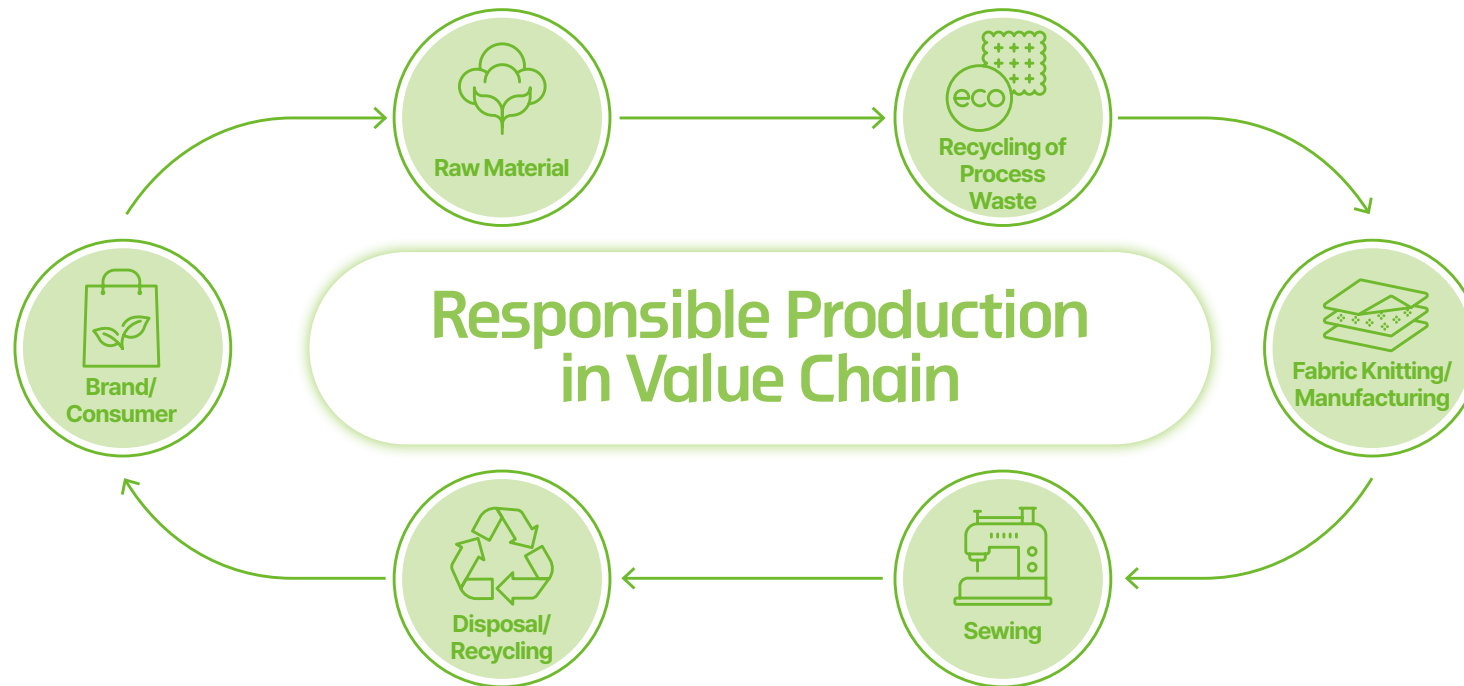 Raw Material
eco
Recycling of
Process
Waste
Responsible Production
in Value Chain
Brand/
Consumer
Fabric Knitting/
Manufacturing
Disposal/
Recycling
Sewing